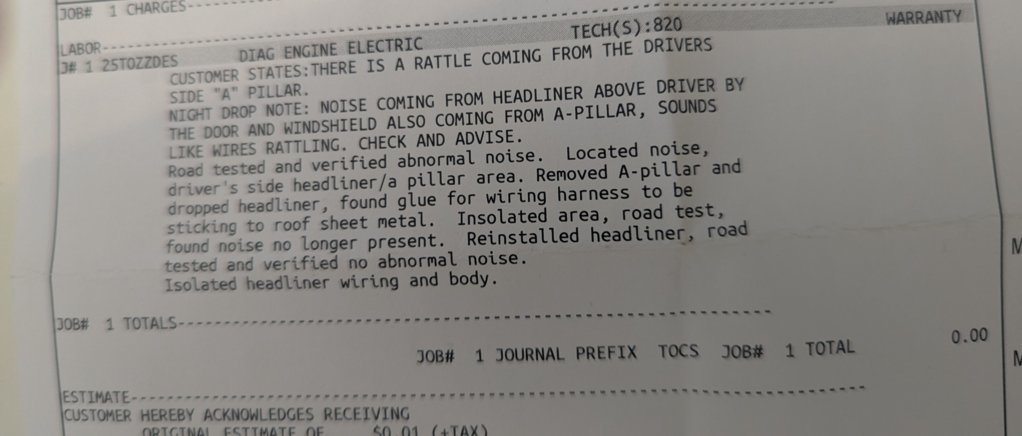 JOB# 1 CHARGES------------------------------------------------
LABOR------------------------------------------------
J# 1 25TOZZDES DIAG ENGINE ELECTRIC TECH(S):820 WARRANTY
CUSTOMER STATES:THERE IS A RATTLE COMING FROM THE DRIVERS
SIDE "A" PILLAR.
NIGHT DROP NOTE: NOISE COMING FROM HEADLINER ABOVE DRIVER BY
THE DOOR AND WINDSHIELD ALSO COMING FROM A-PILLAR, SOUNDS
LIKE WIRES RATTLING. CHECK AND ADVISE.
Road tested and verified abnormal noise. Located noise,
driver's side headliner/a pillar area. Removed A-pillar and
dropped headliner, found glue for wiring harness to be
sticking to roof sheet metal. Insolated area, road test,
found noise no longer present. Reinstalled headliner, road
tested and verified no abnormal noise.
Isolated headliner wiring and body.
JOB# 1 TOTALS------------------------------------------------
JOB# 1 JOURNAL PREFIX TOCS JOB# 1 TOTAL 0.00
ESTIMATE------------------------------------------------
CUSTOMER HEREBY ACKNOWLEDGES RECEIVING
ORIGINAL ESTIMATE OF $0.01 (+TAX)